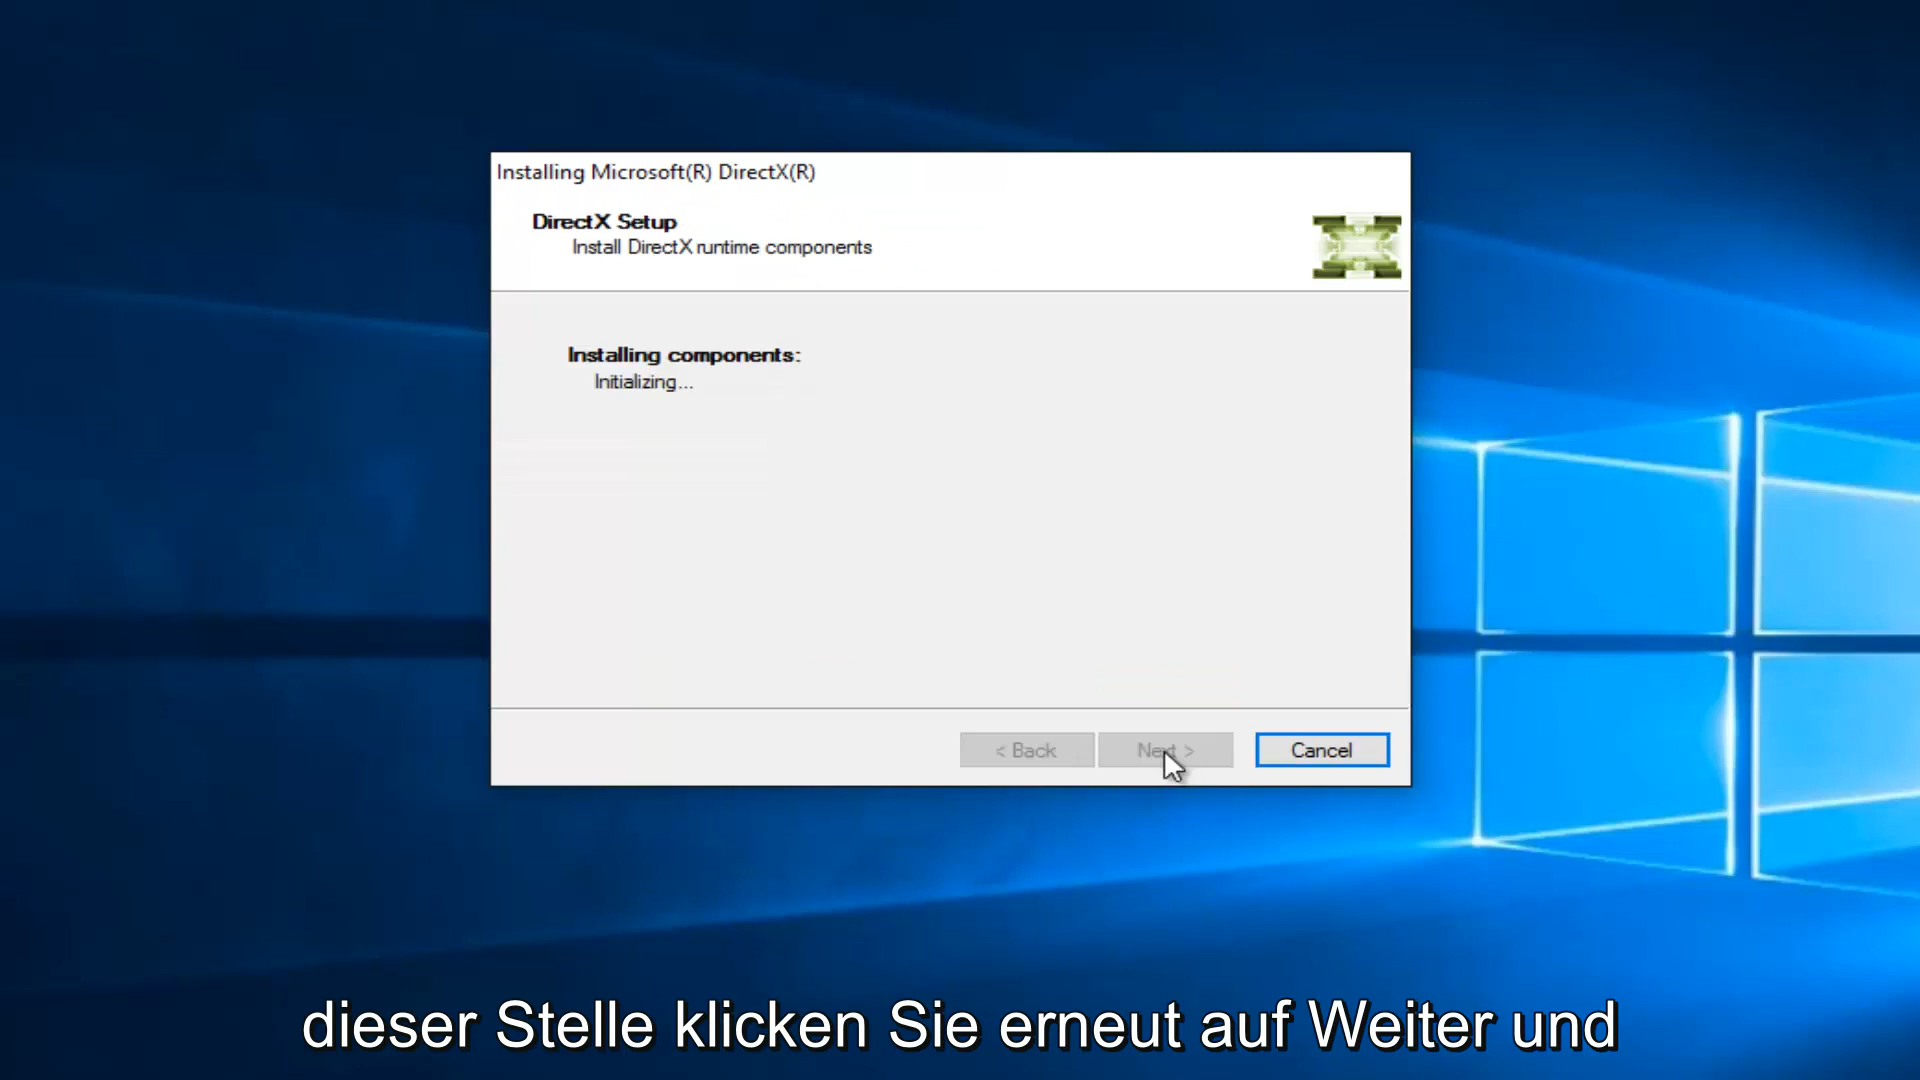 Installing Microsoft(R) DirectX(R)
DirectX Setup
Install DirectX runtime components
Installing components:
Initializing...
< Back
Next >
Cancel
dieser Stelle klicken Sie erneut auf Weiter und